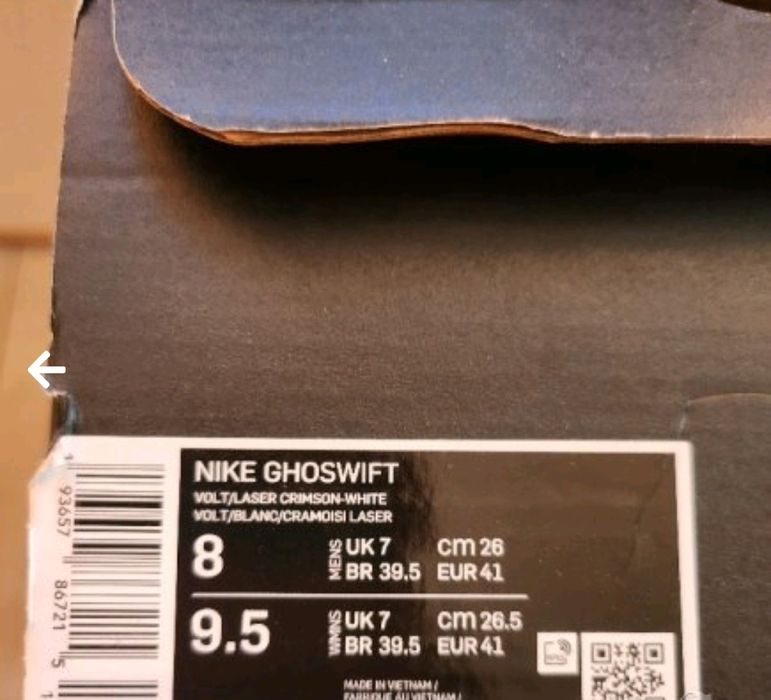 NIKE GHOSWIFT
VOLT/LASER CRIMSON-WHITE
VOLT/BLANC/CRAMOISI LASER
8 MENS UK 7 cm 26
BR 39.5 EUR 41
9.5 WMNS UK 7 cm 26.5
BR 39.5 EUR 41
MADE IN VIETNAM /
FABRIQUÉ AU VIETNAM /
1 93657 86721 5